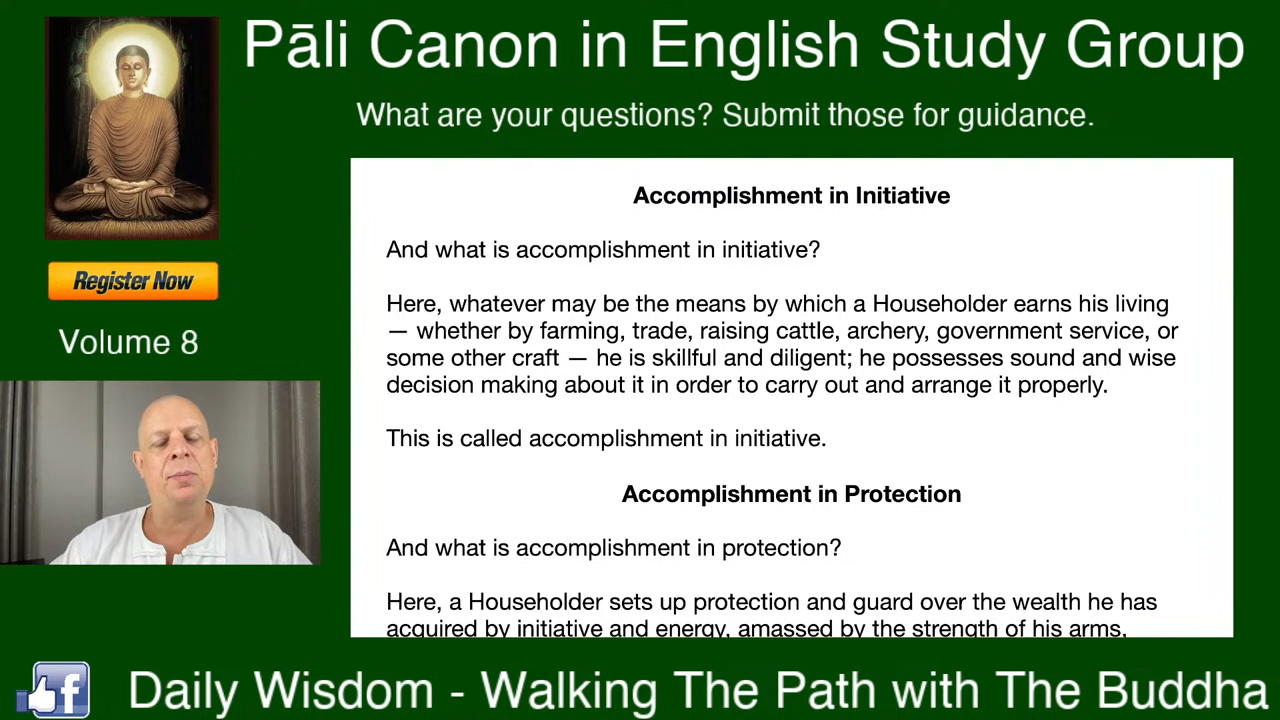 Pāli Canon in English Study Group
What are your questions? Submit those for guidance.
Register Now
Volume 8
Accomplishment in Initiative
And what is accomplishment in initiative?
Here, whatever may be the means by which a Householder earns his living
— whether by farming, trade, raising cattle, archery, government service, or
some other craft — he is skillful and diligent; he possesses sound and wise
decision making about it in order to carry out and arrange it properly.
This is called accomplishment in initiative.
Accomplishment in Protection
And what is accomplishment in protection?
Here, a Householder sets up protection and guard over the wealth he has
acquired by initiative and energy, amassed by the strength of his arms,
f
Daily Wisdom - Walking The Path with The Buddha